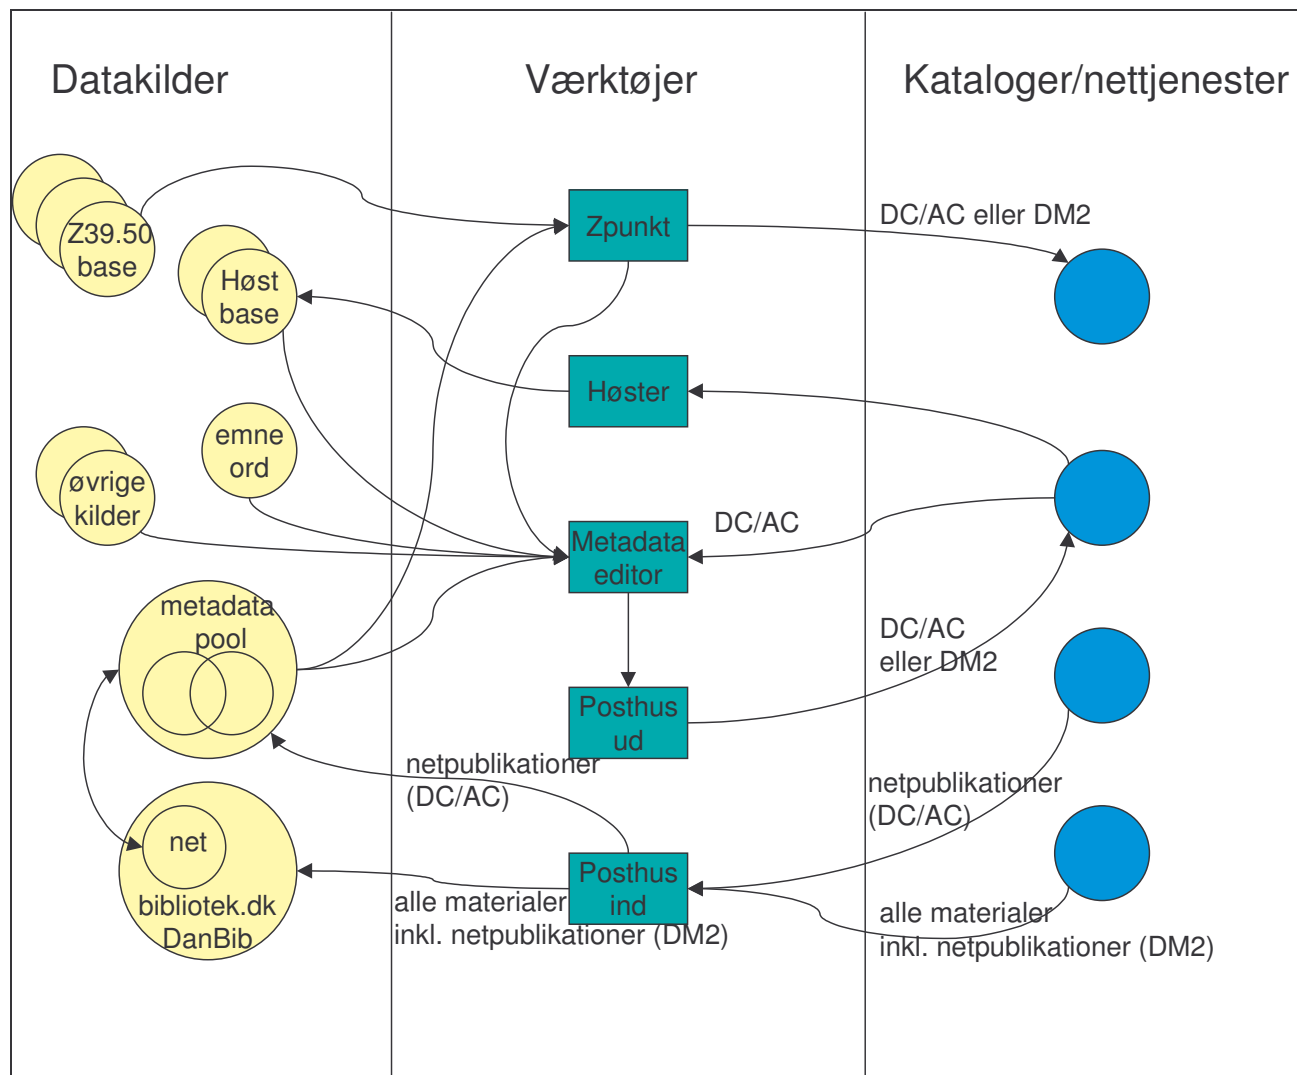 Datakilder
Værktøjer
Kataloger/nettjenester
Z39.50
base
Høst
base
emne
ord
øvrige
kilder
metadata
pool
net
bibliotek.dk
DanBib
Zpunkt
Høster
Metadata
editor
Posthus
ud
Posthus
ind
netpublikationer
(DC/AC)
alle materialer
inkl. netpublikationer (DM2)
DC/AC eller DM2
DC/AC
DC/AC
eller DM2
netpublikationer
(DC/AC)
alle materialer
inkl. netpublikationer (DM2)